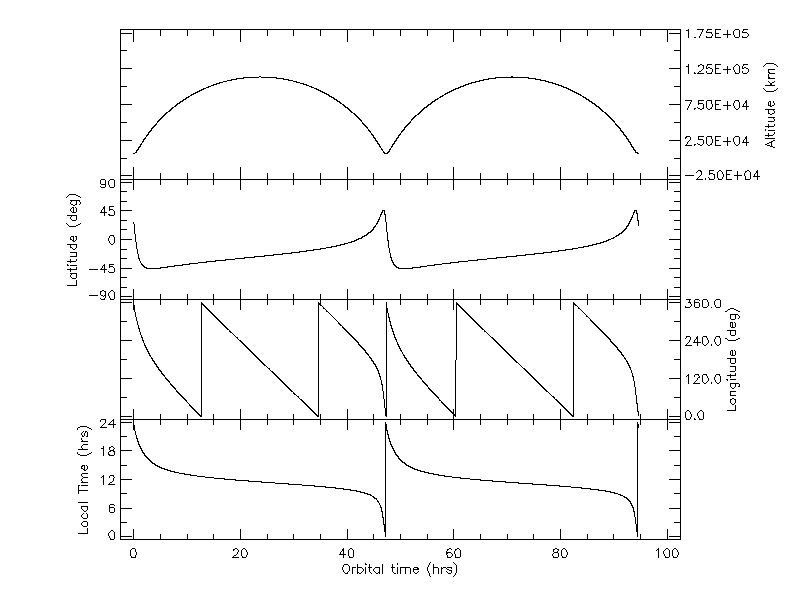 1.75E+05
1.25E+05
7.50E+04
2.50E+04
-2.50E+04
Altitude (km)
90
45
0
-45
-90
Latitude (deg)
360.0
240.0
120.0
0.0
Longitude (deg)
24
18
12
6
0
Local Time (hrs)
0 20 40 60 80 100
Orbital time (hrs)